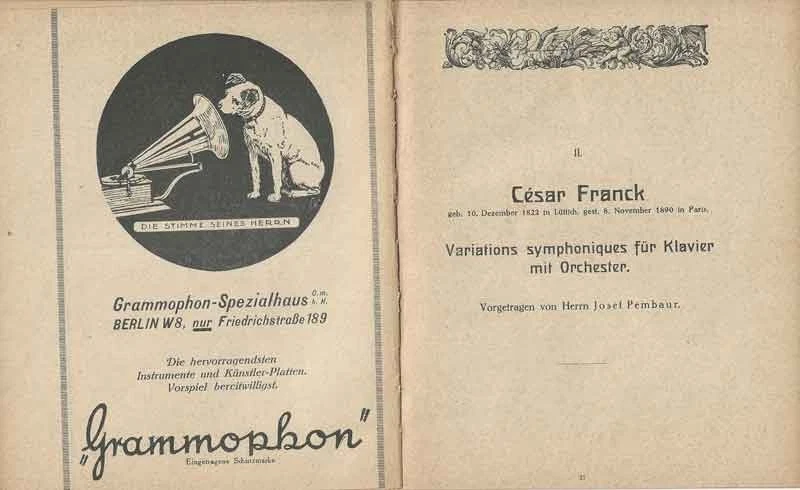 DIE STIMME SEINES HERRN
Grammophon-Spezialhaus G.m.
b.H.
BERLIN W8, nur Friedrichstraße 189
Die hervorragendsten
Instrumente und Künstler-Platten.
Vorspiel bereitwilligst.
„Grammophon"
Eingetragene Schutzmarke
II.
César Franck
geb. 10. Dezember 1822 in Lüttich, gest. 8. November 1890 in Paris.
Variations symphoniques für Klavier
mit Orchester.
Vorgetragen von Herrn Josef Pembaur.